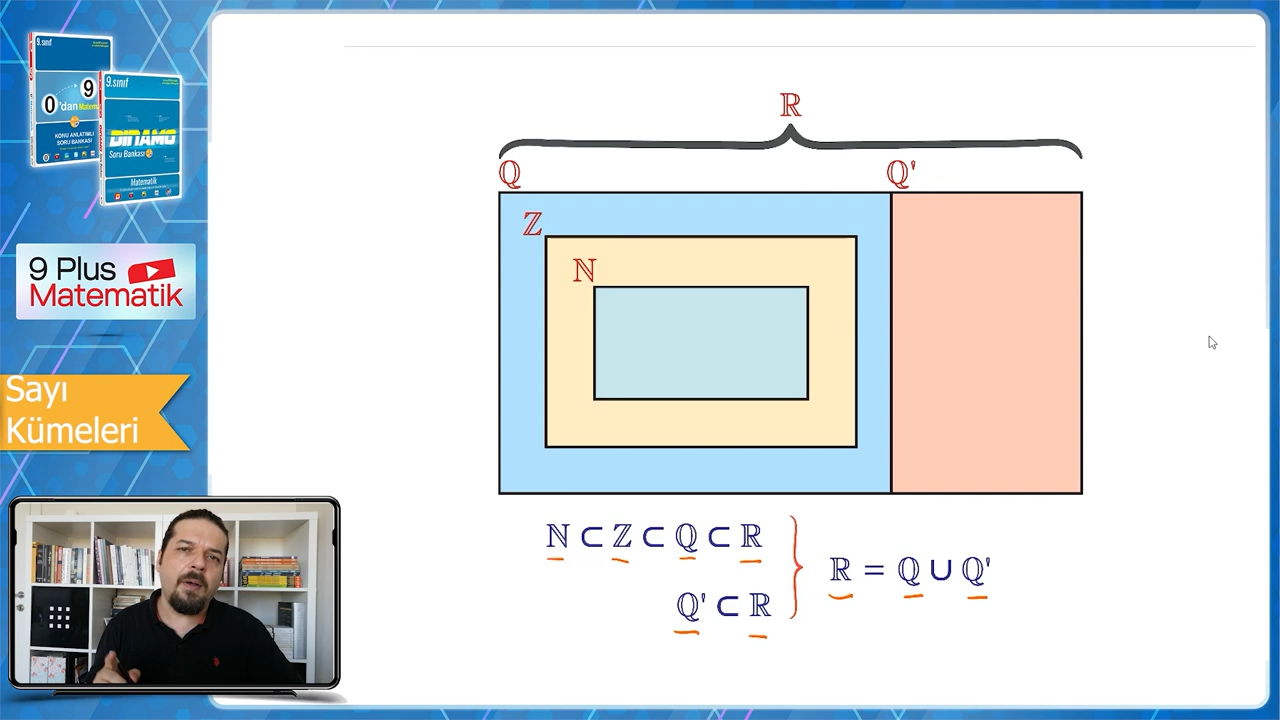 9.sınıf
0'dan Matema
9
KONU ANLATIMLI
SORU BANKASI
9.sınıf
DİNAMO
Soru Bankası
Matematik
9 Plus
Matematik
Sayı
Kümeleri
ℝ
ℚ ℚ'
ℤ
ℕ
ℕ ⊂ ℤ ⊂ ℚ ⊂ ℝ
ℚ' ⊂ ℝ
ℝ = ℚ ∪ ℚ'